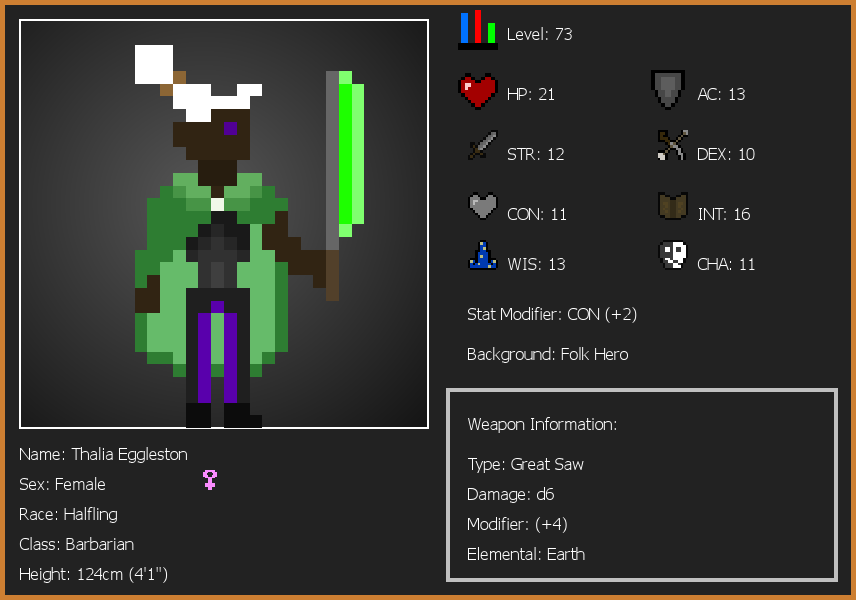 Level: 73
HP: 21
AC: 13
STR: 12
DEX: 10
CON: 11
INT: 16
WIS: 13
CHA: 11
Stat Modifier: CON (+2)
Background: Folk Hero
Weapon Information:
Type: Great Saw
Damage: d6
Modifier: (+4)
Elemental: Earth
Name: Thalia Eggleston
Sex: Female
Race: Halfling
Class: Barbarian
Height: 124cm (4'1")